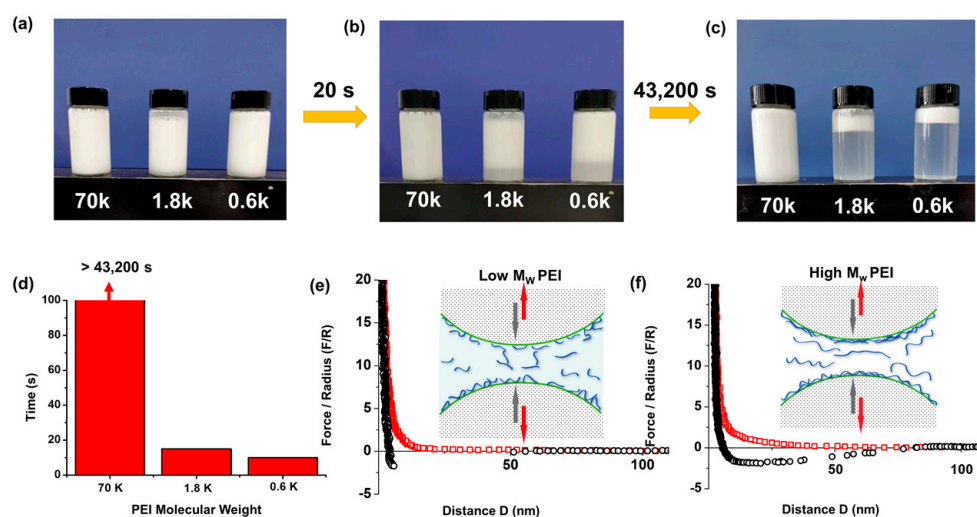 (a)
70k 1.8k 0.6k
20 s
(b)
70k 1.8k 0.6k
43,200 s
(c)
70k 1.8k 0.6k
(d)
> 43,200 s
100
80
60
40
20
0
Time (s)
70 K 1.8 K 0.6 K
PEI Molecular Weight
(e)
Low Mw PEI
Force / Radius (F/R)
20
15
10
5
0
-5
50 100
Distance D (nm)
(f)
High Mw PEI
Force / Radius (F/R)
20
15
10
5
0
-5
50 100
Distance D (nm)